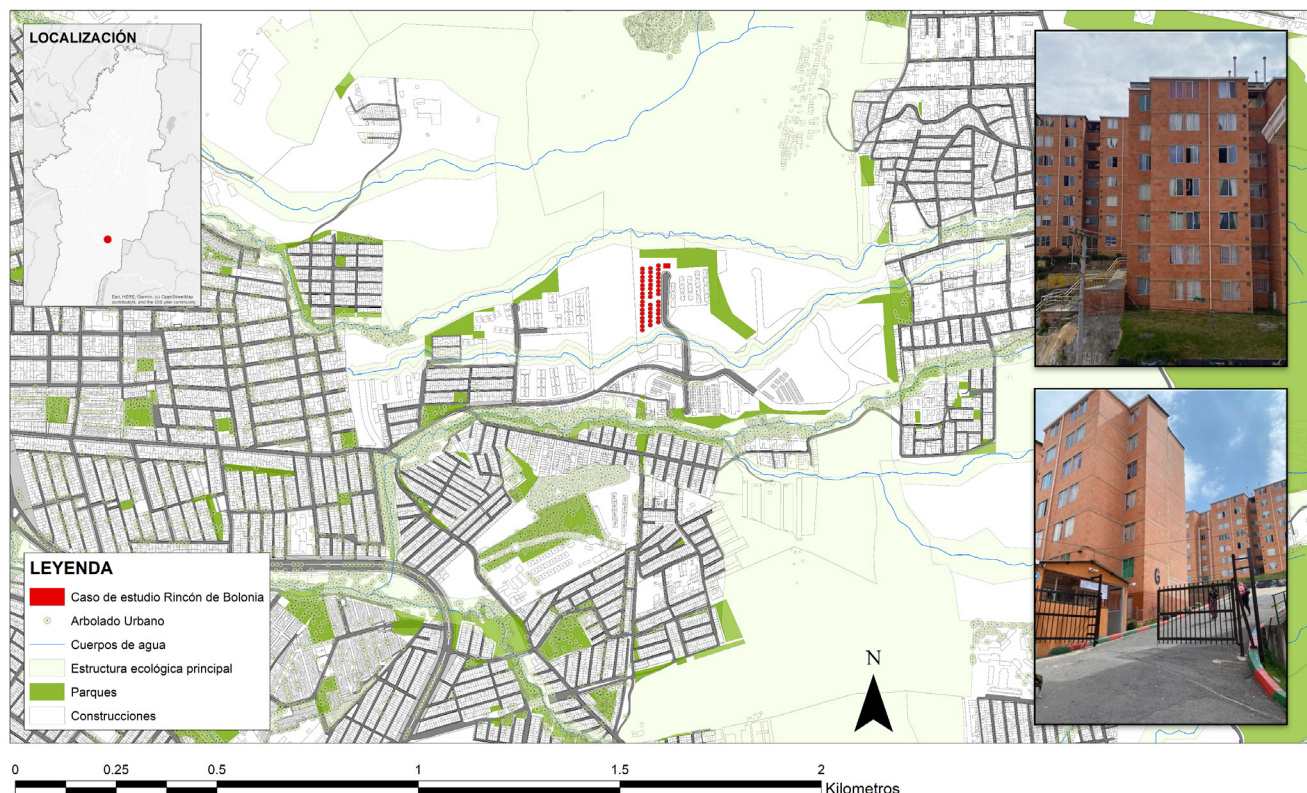 LOCALIZACIÓN
Esri, HERE, Garmin, (c) OpenStreetMap
contributors, and the GIS user community
LEYENDA
Caso de estudio Rincón de Bolonia
Arbolado Urbano
Cuerpos de agua
Estructura ecológica principal
Parques
Construcciones
N
G
0 0.25 0.5 1 1.5 2
Kilometros